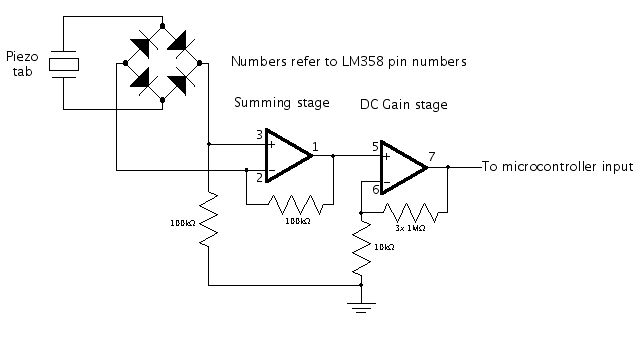 Piezo
tab
Numbers refer to LM358 pin numbers
Summing stage
DC Gain stage
3
+
1
-
2
5
+
7
-
6
To microcontroller input
100kΩ
100kΩ
3x 1MΩ
10kΩ